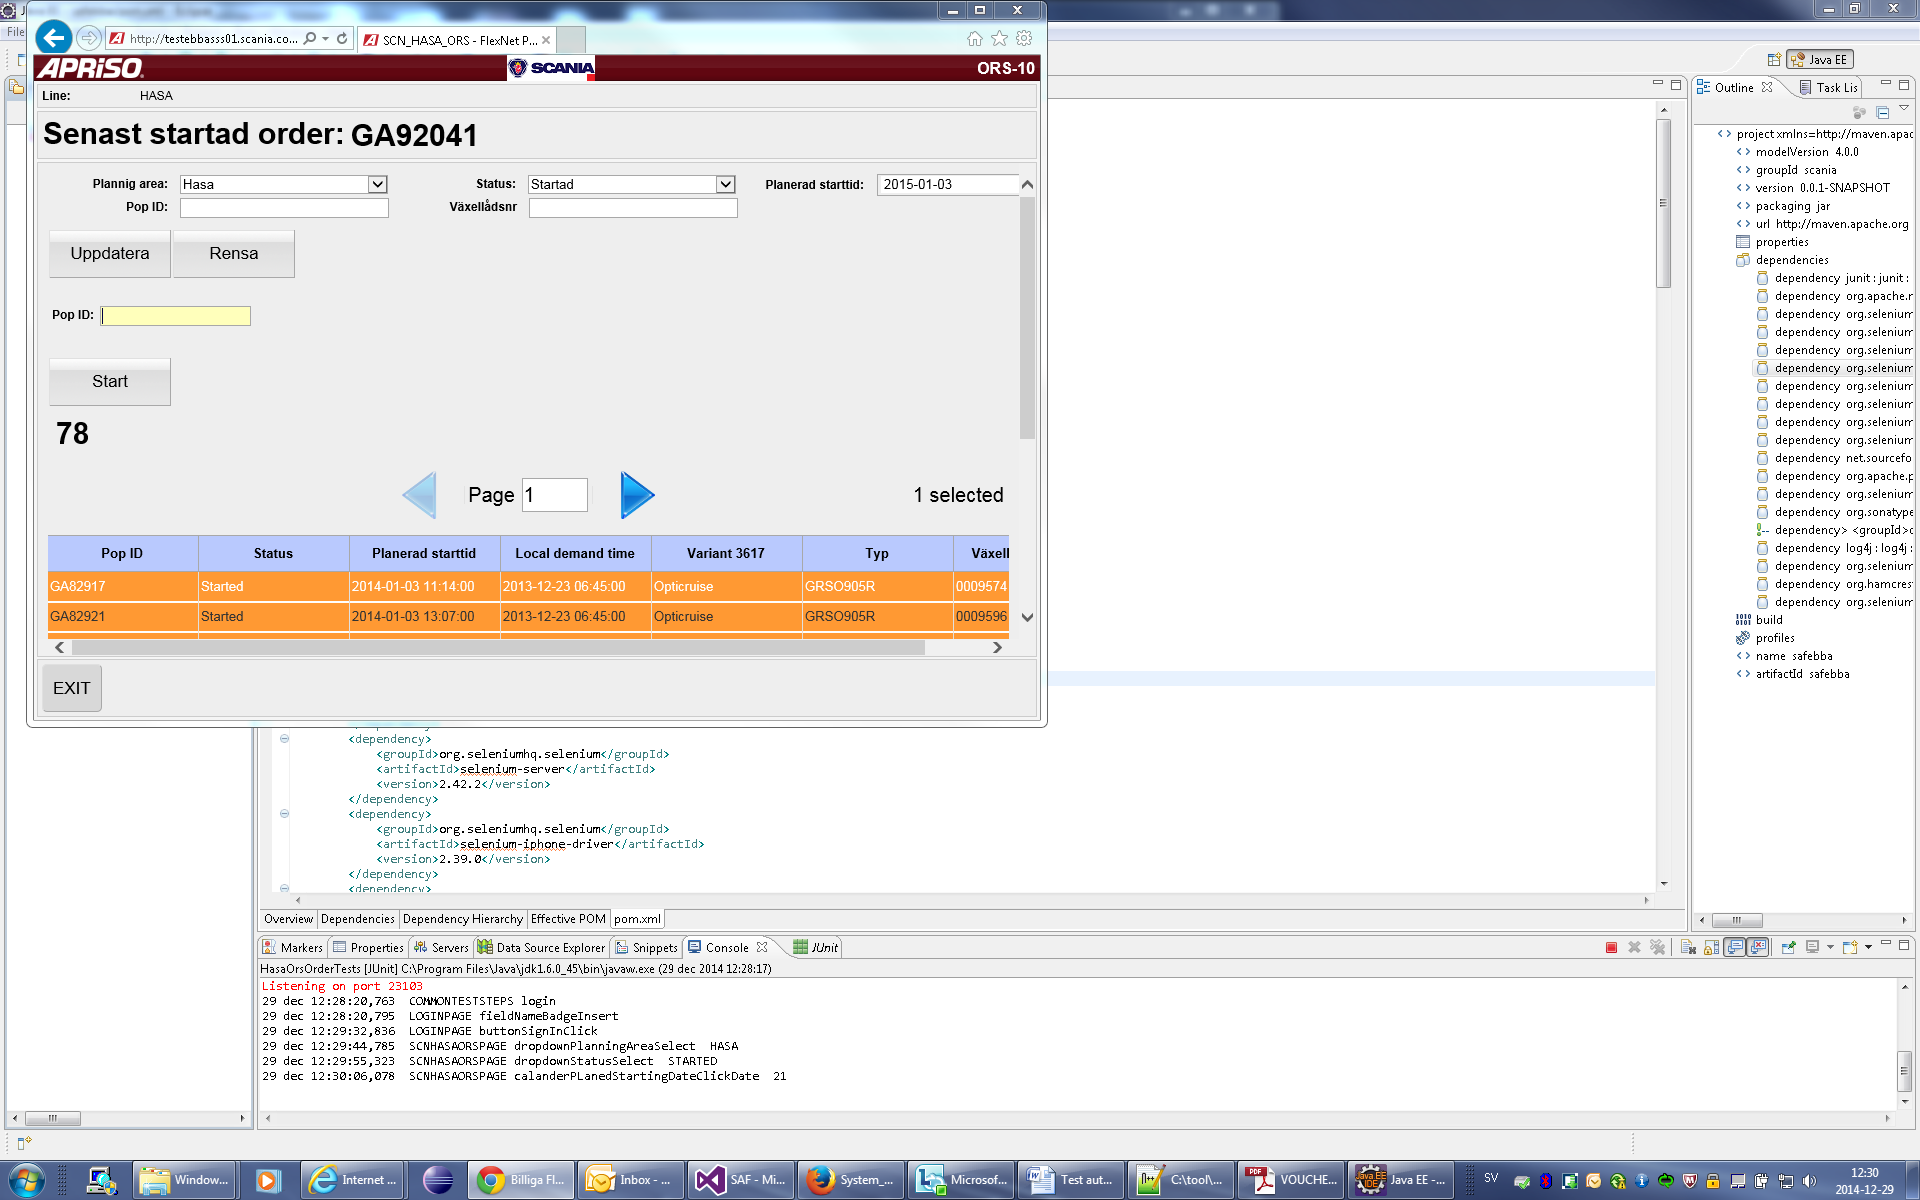 http://testebbasss01.scania.co...
SCN_HASA_ORS - FlexNet P...
APRISO
SCANIA
ORS-10
Line: HASA
Senast startad order: GA92041
Plannig area: Hasa Status: Startad Planerad starttid: 2015-01-03
Pop ID: Växellådsnr
Uppdatera Rensa
Pop ID:
Start
78
Page 1 1 selected
Pop ID Status Planerad starttid Local demand time Variant 3617 Typ Växell
GA82917 Started 2014-01-03 11:14:00 2013-12-23 06:45:00 Opticruise GRSO905R 0009574
GA82921 Started 2014-01-03 13:07:00 2013-12-23 06:45:00 Opticruise GRSO905R 0009596
EXIT
File
Java EE
Outline Task Lis
project xmlns=http://maven.apac
modelVersion 4.0.0
groupId scania
version 0.0.1-SNAPSHOT
packaging jar
url http://maven.apache.org
properties
dependencies
dependency junit : junit :
dependency org.apache.r
dependency org.selenium
dependency org.selenium
dependency org.selenium
dependency org.selenium
dependency org.selenium
dependency org.selenium
dependency org.selenium
dependency org.selenium
dependency net.sourcefo
dependency org.apache.p
dependency org.selenium
dependency org.sonatype
dependency> <groupId>c
dependency log4j : log4j :
dependency org.selenium
dependency org.hamcrest
dependency org.selenium
build
profiles
name safebba
artifactId safebba
<dependency>
<groupId>org.seleniumhq.selenium</groupId>
<artifactId>selenium-server</artifactId>
<version>2.42.2</version>
</dependency>
<dependency>
<groupId>org.seleniumhq.selenium</groupId>
<artifactId>selenium-iphone-driver</artifactId>
<version>2.39.0</version>
</dependency>
<dependency>
Overview Dependencies Dependency Hierarchy Effective POM pom.xml
Markers Properties Servers Data Source Explorer Snippets Console JUnit
HasaOrsOrderTests [JUnit] C:\Program Files\Java\jdk1.6.0_45\bin\javaw.exe (29 dec 2014 12:28:17)
Listening on port 23103
29 dec 12:28:20,763 COMMONTESTSTEPS login
29 dec 12:28:20,795 LOGINPAGE fieldNameBadgeInsert
29 dec 12:29:32,836 LOGINPAGE buttonSignInClick
29 dec 12:29:44,785 SCNHASAORSPAGE dropdownPlanningAreaSelect HASA
29 dec 12:29:55,323 SCNHASAORSPAGE dropdownStatusSelect STARTED
29 dec 12:30:06,078 SCNHASAORSPAGE calanderPLanedStartingDateClickDate 21
Window... Internet ... Billiga Fl... Inbox - ... SAF - Mi... System_... Microsof... Test aut... C:\tool\... VOUCHE... Java EE -... SV 12:30
2014-12-29